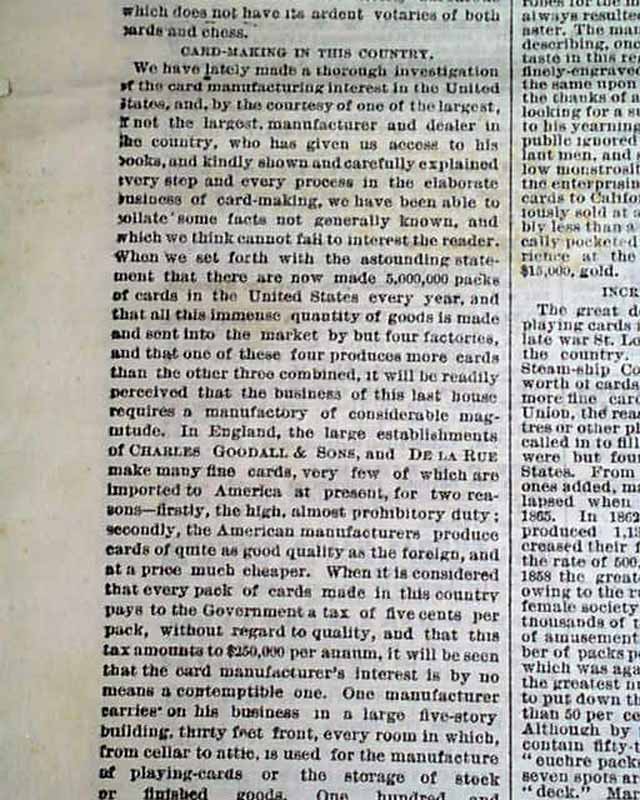 which does not have its ardent votaries of both
cards and chess.
CARD-MAKING IN THIS COUNTRY.
We have lately made a thorough investigation
of the card manufacturing interest in the United
States, and, by the courtesy of one of the largest,
if not the largest, manufacturer and dealer in
the country, who has given us access to his
books, and kindly shown and carefully explained
every step and every process in the elaborate
business of card-making, we have been able to
collate some facts not generally known, and
which we think cannot fail to interest the reader.
When we set forth with the astounding state-
ment that there are now made 5,000,000 packs
of cards in the United States every year, and
that all this immense quantity of goods is made
and sent into the market by but four factories,
and that one of these four produces more cards
than the other three combined, it will be readily
perceived that the business of this last house
requires a manufactory of considerable mag-
nitude. In England, the large establishments
of CHARLES GOODALL & SONS, and DE LA RUE
make many fine cards, very few of which are
imported to America at present, for two rea-
sons—firstly, the high, almost prohibitory duty;
secondly, the American manufacturers produce
cards of quite as good quality as the foreign, and
at a price much cheaper. When it is considered
that every pack of cards made in this country
pays to the Government a tax of five cents per
pack, without regard to quality, and that this
tax amounts to $250,000 per annum, it will be seen
that the card manufacturer's interest is by no
means a contemptible one. One manufacturer
carries on his business in a large five-story
building, thirty feet front, every room in which,
from cellar to attic, is used for the manufacture
of playing-cards or the storage of stock
or finished goods. One hundred and
always resulted
aster. The man
describing, one
taste in this re
finely-engraved
the same upon
the thanks of a
looking for a su
to his yearning
public ignored
lant men, and
low monstrosit
the enterprisin
cards to Califor
iously sold at a
bly less than a
cally pocketed
rience at the
$15,000, gold.
INCR
The great de
playing cards
late war St. Lo
the country.
Steam-ship Co
worth of cards
more fine card
Union, the rea
tres or other pl
called in to fill
were but four
States. From
ones added, ma
lapsed when
1865. In 1862
produced 1,13
creased their f
the rate of 500,
1858 the great
owing to the r
female society
thousands of t
of amusement
ber of packs p
which was aga
the greatest nu
to put down th
than 50 per ce
Although by
contain fifty-t
"euchre packs
seven spots a
"deck." Mar